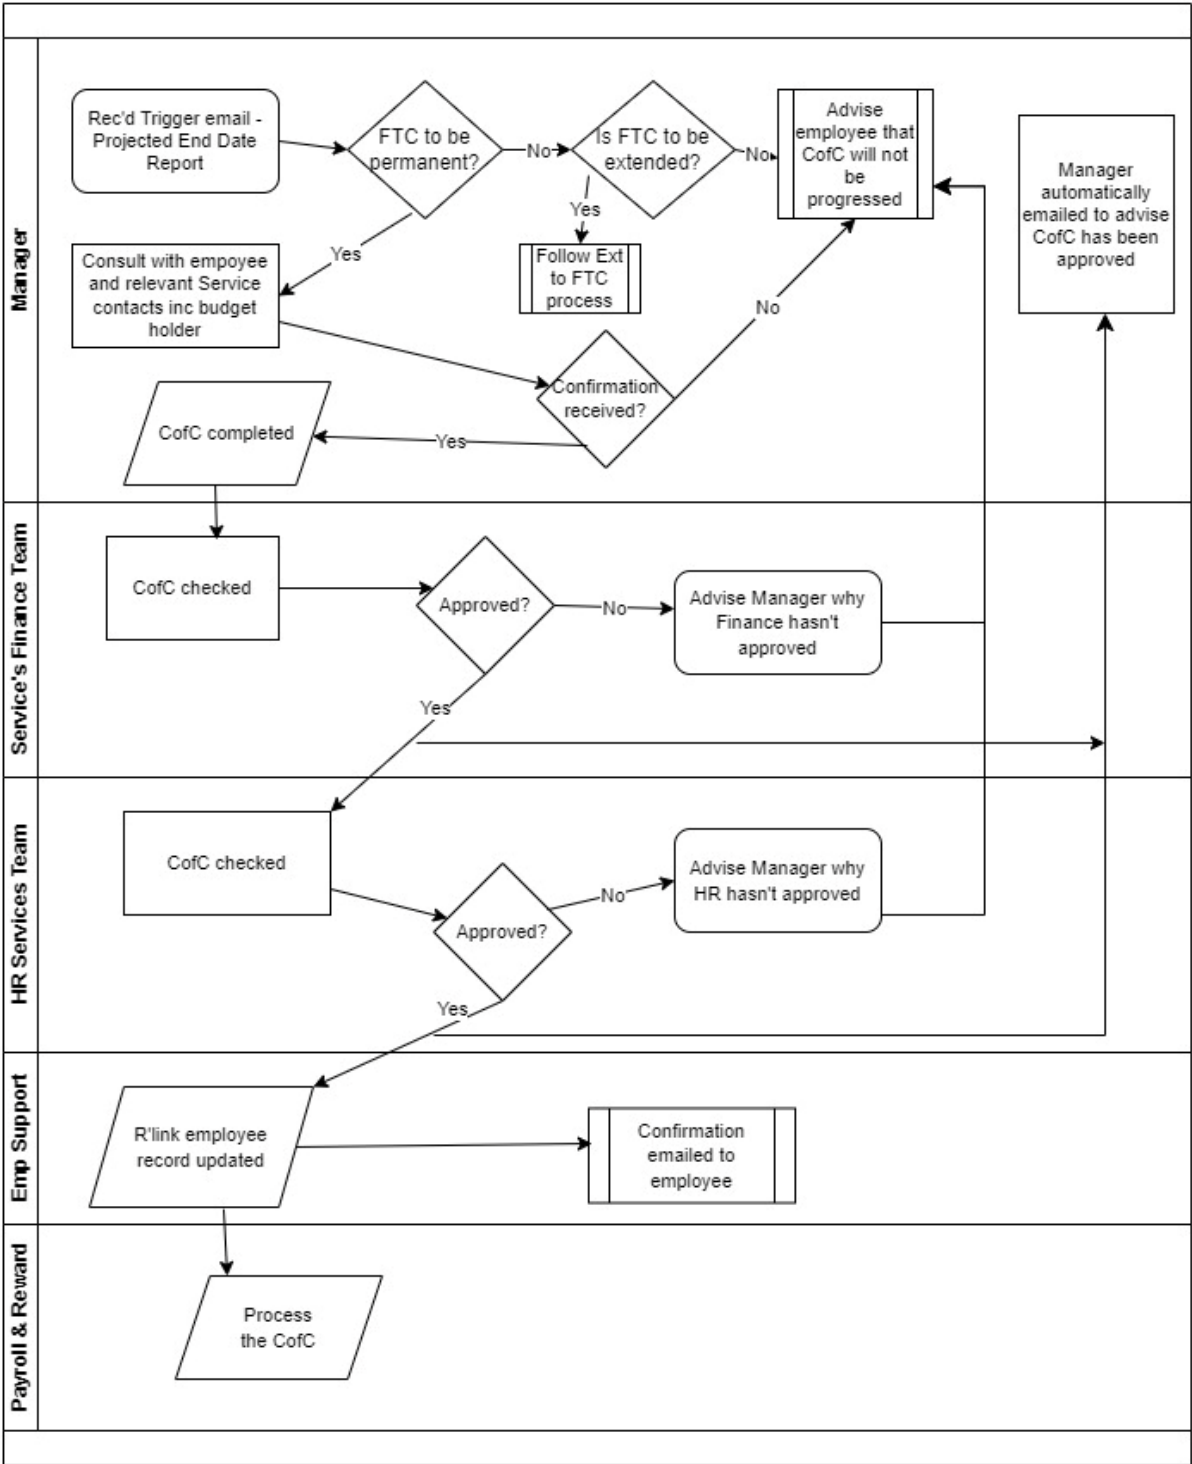 Manager
Rec'd Trigger email -
Projected End Date
Report
FTC to be
permanent?
No
Is FTC to be
extended?
No
Advise
employee that
CofC will not
be
progressed
Manager
automatically
emailed to advise
CofC has been
approved
Yes
Yes
Consult with empoyee
and relevant Service
contacts inc budget
holder
Follow Ext
to FTC
process
No
Confirmation
received?
Yes
CofC completed
Service's Finance Team
CofC checked
Approved?
No
Advise Manager why
Finance hasn't
approved
Yes
HR Services Team
CofC checked
Approved?
No
Advise Manager why
HR hasn't approved
Yes
Emp Support
R'link employee
record updated
Confirmation
emailed to
employee
Payroll & Reward
Process
the CofC